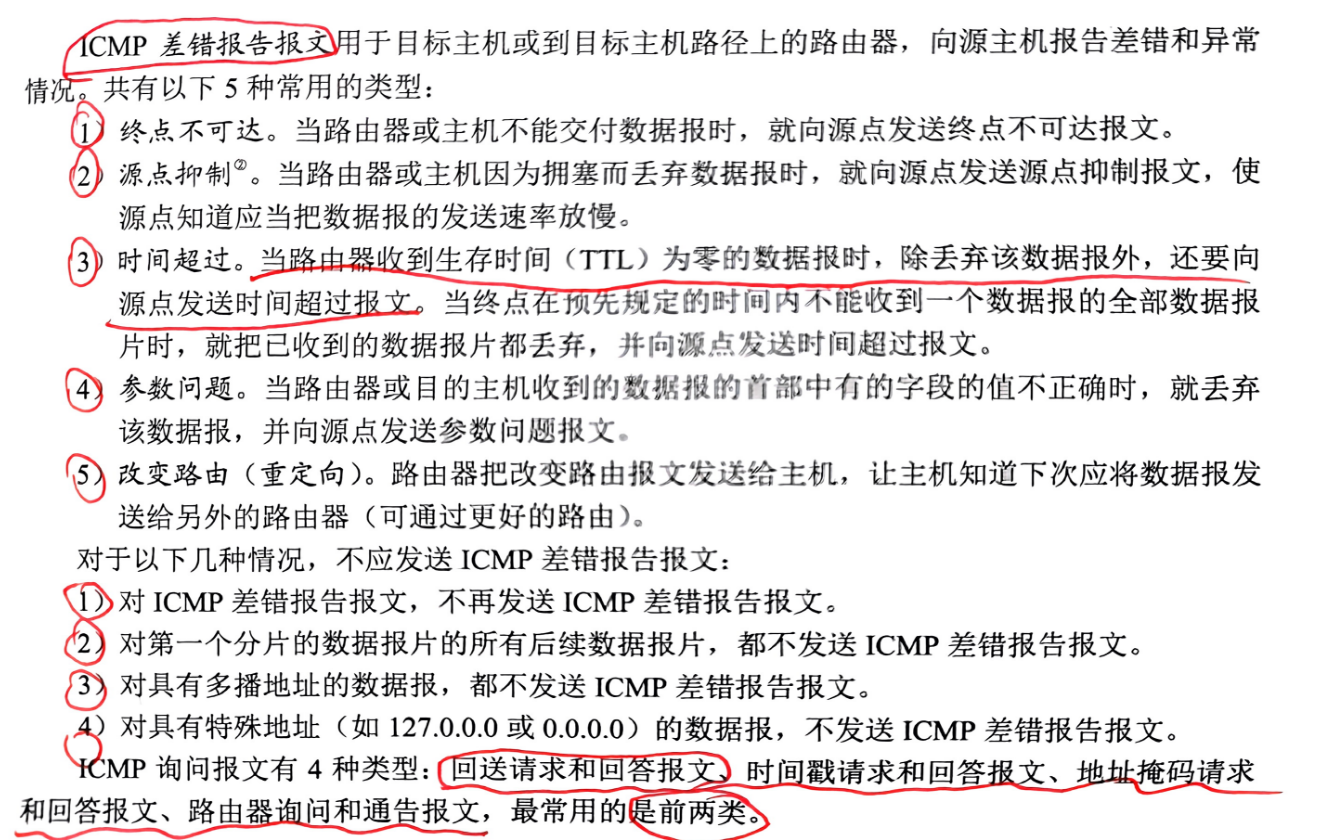 ICMP 差错报告报文用于目标主机或到目标主机路径上的路由器，向源主机报告差错和异常
情况。共有以下 5 种常用的类型：
1）终点不可达。当路由器或主机不能交付数据报时，就向源点发送终点不可达报文。
2）源点抑制②。当路由器或主机因为拥塞而丢弃数据报时，就向源点发送源点抑制报文，使
源点知道应当把数据报的发送速率放慢。
3）时间超过。当路由器收到生存时间（TTL）为零的数据报时，除丢弃该数据报外，还要向
源点发送时间超过报文。当终点在预先规定的时间内不能收到一个数据报的全部数据报
片时，就把已收到的数据报片都丢弃，并向源点发送时间超过报文。
4）参数问题。当路由器或目的主机收到的数据报的首部中有的字段的值不正确时，就丢弃
该数据报，并向源点发送参数问题报文。
5）改变路由（重定向）。路由器把改变路由报文发送给主机，让主机知道下次应将数据报发
送给另外的路由器（可通过更好的路由）。
对于以下几种情况，不应发送 ICMP 差错报告报文：
1）对 ICMP 差错报告报文，不再发送 ICMP 差错报告报文。
2）对第一个分片的数据报片的所有后续数据报片，都不发送 ICMP 差错报告报文。
3）对具有多播地址的数据报，都不发送 ICMP 差错报告报文。
4）对具有特殊地址（如 127.0.0.0 或 0.0.0.0）的数据报，不发送 ICMP 差错报告报文。
ICMP 询问报文有 4 种类型：回送请求和回答报文、时间戳请求和回答报文、地址掩码请求
和回答报文、路由器询问和通告报文，最常用的是前两类。